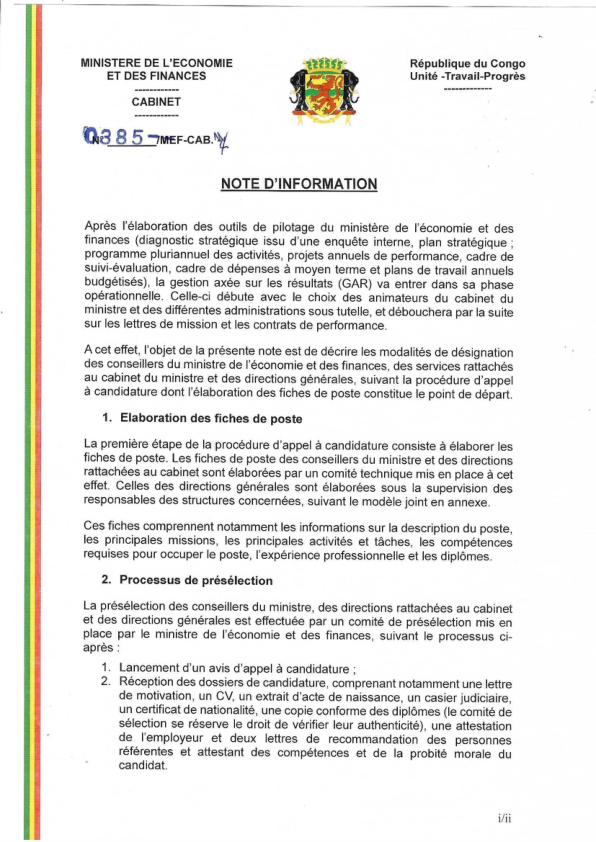 MINISTERE DE L'ECONOMIE
ET DES FINANCES
------------
CABINET
------------
N° 0385-/MEF-CAB.
République du Congo
Unité -Travail-Progrès
-------------
NOTE D'INFORMATION
Après l'élaboration des outils de pilotage du ministère de l'économie et des
finances (diagnostic stratégique issu d'une enquête interne, plan stratégique ;
programme pluriannuel des activités, projets annuels de performance, cadre de
suivi-évaluation, cadre de dépenses à moyen terme et plans de travail annuels
budgétisés), la gestion axée sur les résultats (GAR) va entrer dans sa phase
opérationnelle. Celle-ci débute avec le choix des animateurs du cabinet du
ministre et des différentes administrations sous tutelle, et débouchera par la suite
sur les lettres de mission et les contrats de performance.
A cet effet, l'objet de la présente note est de décrire les modalités de désignation
des conseillers du ministre de l'économie et des finances, des services rattachés
au cabinet du ministre et des directions générales, suivant la procédure d'appel
à candidature dont l'élaboration des fiches de poste constitue le point de départ.
1. Elaboration des fiches de poste
La première étape de la procédure d'appel à candidature consiste à élaborer les
fiches de poste. Les fiches de poste des conseillers du ministre et des directions
rattachées au cabinet sont élaborées par un comité technique mis en place à cet
effet. Celles des directions générales sont élaborées sous la supervision des
responsables des structures concernées, suivant le modèle joint en annexe.
Ces fiches comprennent notamment les informations sur la description du poste,
les principales missions, les principales activités et tâches, les compétences
requises pour occuper le poste, l'expérience professionnelle et les diplômes.
2. Processus de présélection
La présélection des conseillers du ministre, des directions rattachées au cabinet
et des directions générales est effectuée par un comité de présélection mis en
place par le ministre de l'économie et des finances, suivant le processus ci-
après :
1. Lancement d'un avis d'appel à candidature ;
2. Réception des dossiers de candidature, comprenant notamment une lettre
de motivation, un CV, un extrait d'acte de naissance, un casier judiciaire,
un certificat de nationalité, une copie conforme des diplômes (le comité de
sélection se réserve le droit de vérifier leur authenticité), une attestation
de l'employeur et deux lettres de recommandation des personnes
référentes et attestant des compétences et de la probité morale du
candidat.
i/ii